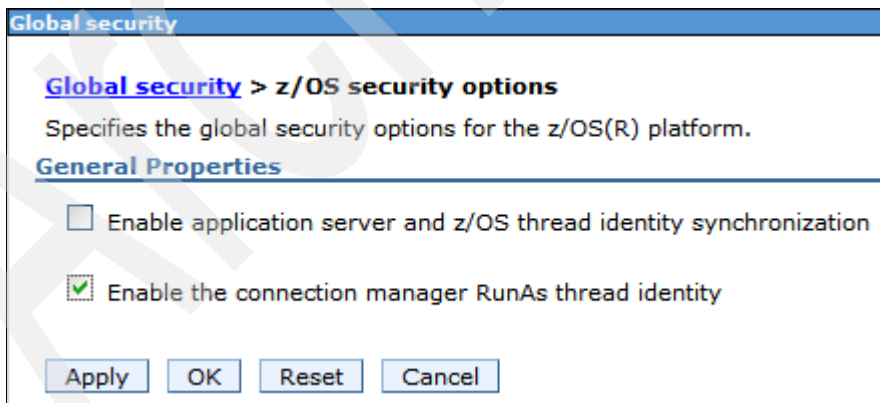 Global security
Global security > z/OS security options
Specifies the global security options for the z/OS(R) platform.
General Properties
Enable application server and z/OS thread identity synchronization
Enable the connection manager RunAs thread identity
Apply OK Reset Cancel